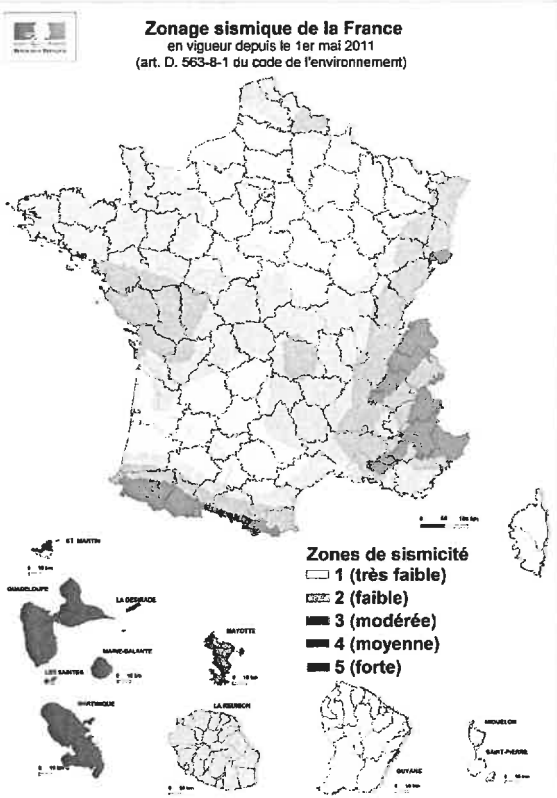 Zonage sismique de la France
en vigueur depuis le 1er mai 2011
(art. D. 563-8-1 du code de l'environnement)
ST MARTIN
GUADELOUPE
LA DESIRADE
MARIE-GALANTE
LES SAINTES
MAYOTTE
Zones de sismicité
1 (très faible)
2 (faible)
3 (modérée)
4 (moyenne)
5 (forte)
MARTINIQUE
LA REUNION
GUYANE
MIQUELON
SAINT-PIERRE